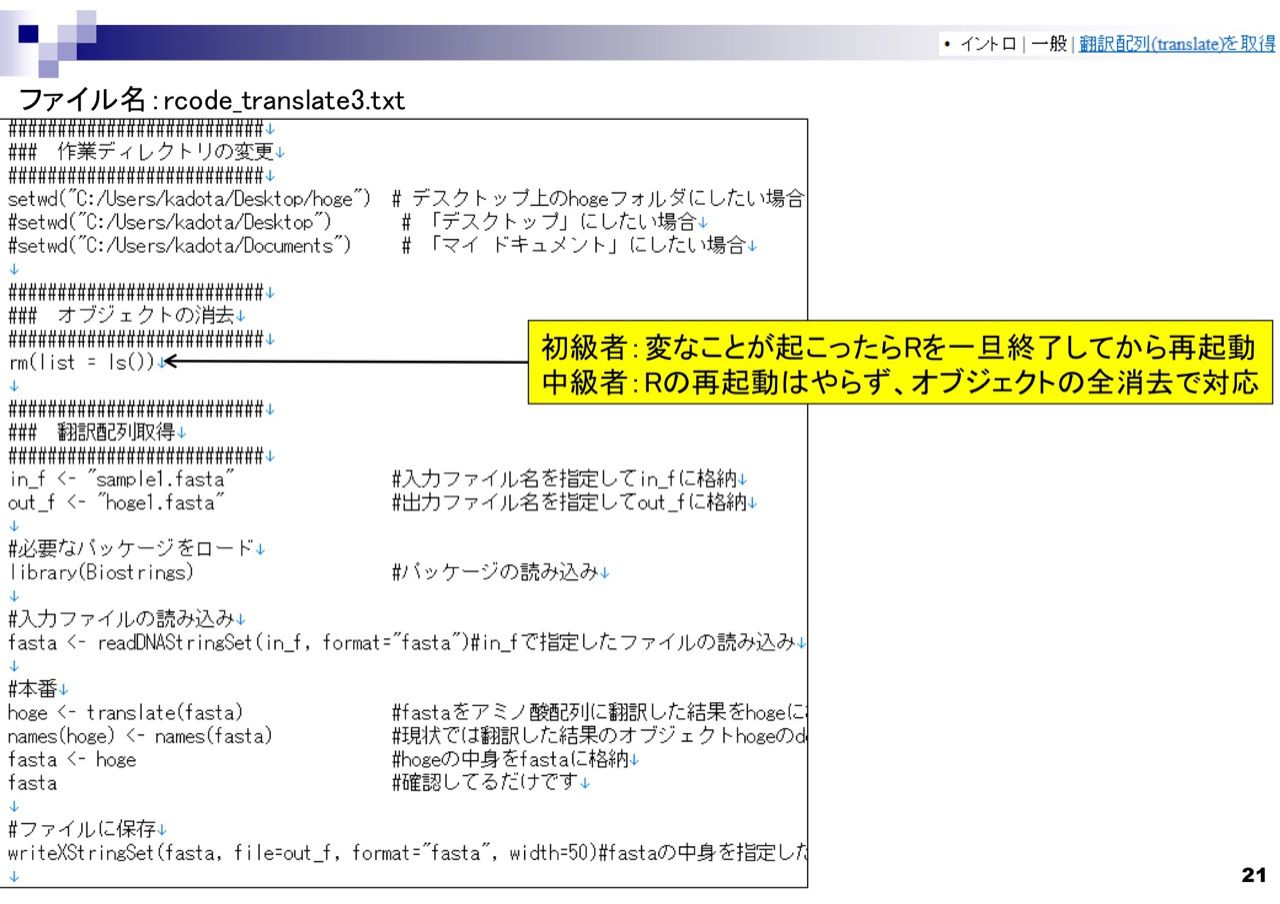 • イントロ | 一般 | 翻訳配列(translate)を取得
ファイル名:rcode_translate3.txt
##########################↓
### 作業ディレクトリの変更↓
##########################↓
setwd("C:/Users/kadota/Desktop/hoge") # デスクトップ上のhogeフォルダにしたい場合
#setwd("C:/Users/kadota/Desktop") # 「デスクトップ」にしたい場合↓
#setwd("C:/Users/kadota/Documents") # 「マイ ドキュメント」にしたい場合↓
↓
##########################↓
### オブジェクトの消去↓
##########################↓
rm(list = ls())↓
初級者:変なことが起こったらRを一旦終了してから再起動
中級者:Rの再起動はやらず、オブジェクトの全消去で対応
↓
##########################↓
### 翻訳配列取得↓
##########################↓
in_f <- "sample1.fasta" #入力ファイル名を指定してin_fに格納↓
out_f <- "hoge1.fasta" #出力ファイル名を指定してout_fに格納↓
↓
#必要なパッケージをロード↓
library(Biostrings) #パッケージの読み込み↓
↓
#入力ファイルの読み込み↓
fasta <- readDNAStringSet(in_f, format="fasta")#in_fで指定したファイルの読み込み↓
↓
#本番↓
hoge <- translate(fasta) #fastaをアミノ酸配列に翻訳した結果をhogeに
names(hoge) <- names(fasta) #現状では翻訳した結果のオブジェクトhogeのd
fasta <- hoge #hogeの中身をfastaに格納↓
fasta #確認してるだけです↓
↓
#ファイルに保存↓
writeXStringSet(fasta, file=out_f, format="fasta", width=50)#fastaの中身を指定した
↓
21